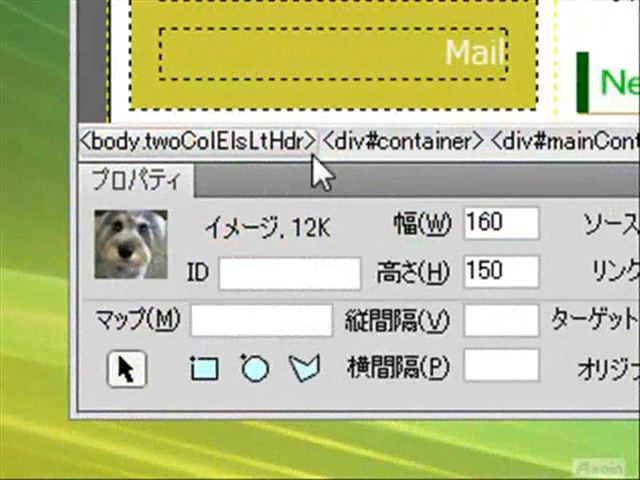 Mail
Ne
<body.twoColElsLtHdr> <div#container> <div#mainCont
プロパティ
イメージ, 12K 幅(W) 160 ソース
ID 高さ(H) 150 リンク
マップ(M) 縦間隔(V) ターゲット
横間隔(P) オリジ